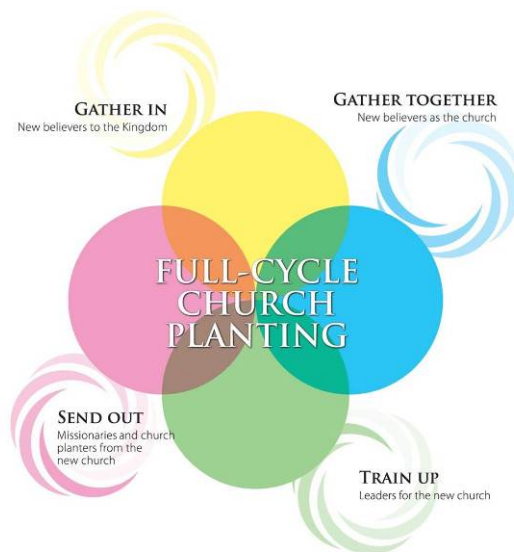 GATHER IN
New believers to the Kingdom
GATHER TOGETHER
New believers as the church
FULL-CYCLE
CHURCH
PLANTING
SEND OUT
Missionaries and church
planters from the
new church
TRAIN UP
Leaders for the new church